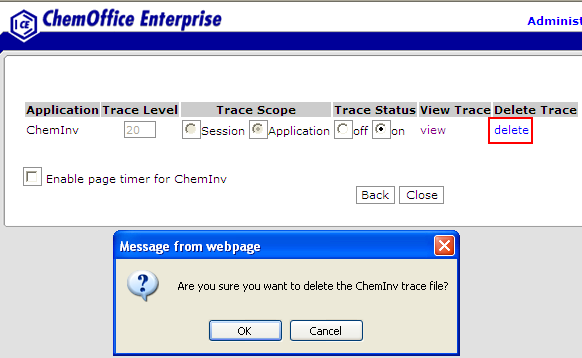 ChemOffice Enterprise
Adminis
Application Trace Level Trace Scope Trace Status View Trace Delete Trace
ChemInv 20 Session Application off on view delete
Enable page timer for ChemInv
Back Close
Message from webpage
Are you sure you want to delete the ChemInv trace file?
OK Cancel